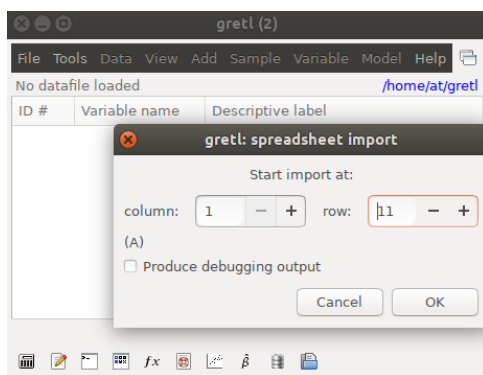 gretl (2)
File Tools Data View Add Sample Variable Model Help
No datafile loaded /home/at/gretl
ID # Variable name Descriptive label
gretl: spreadsheet import
Start import at:
column: 1 − + row: 11 − +
(A)
Produce debugging output
Cancel OK
fx β̂